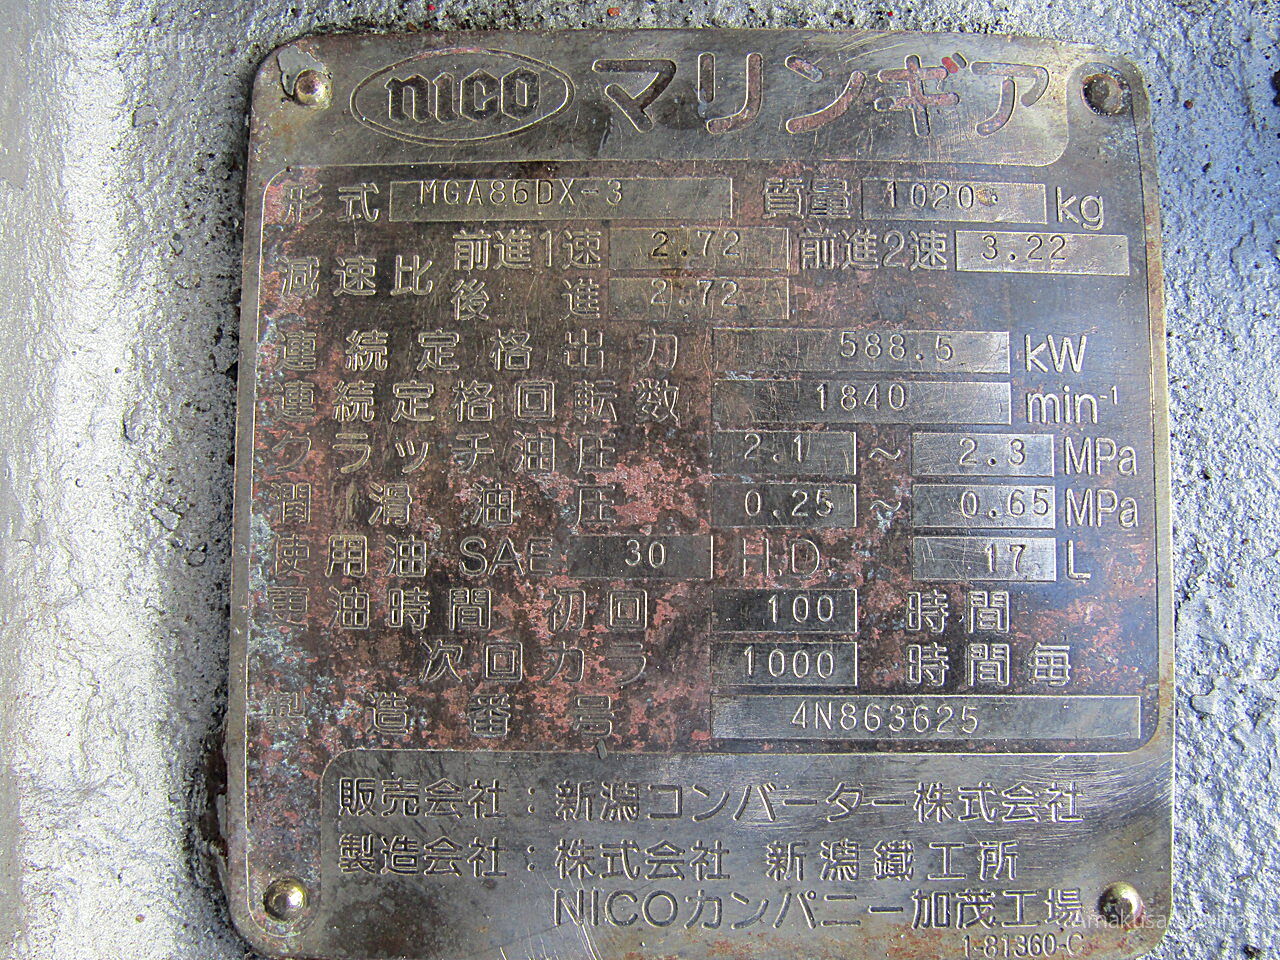 nico マリンギア
形式 MGA86DX-3 質量 1020 kg
減速比 前進1速 2.72 前進2速 3.22
後進 2.72
連続定格出力 588.5 kW
連続定格回転数 1840 min⁻¹
クラッチ油圧 2.1 ~ 2.3 MPa
潤滑油圧 0.25 ~ 0.65 MPa
使用油 SAE 30 H.D. 17 L
更油時間 初回 100 時間
次回カラ 1000 時間毎
製造番号 4N863625
販売会社:新潟コンバーター株式会社
製造会社:株式会社 新潟鐵工所
NICOカンパニー加茂工場
1-81360-C